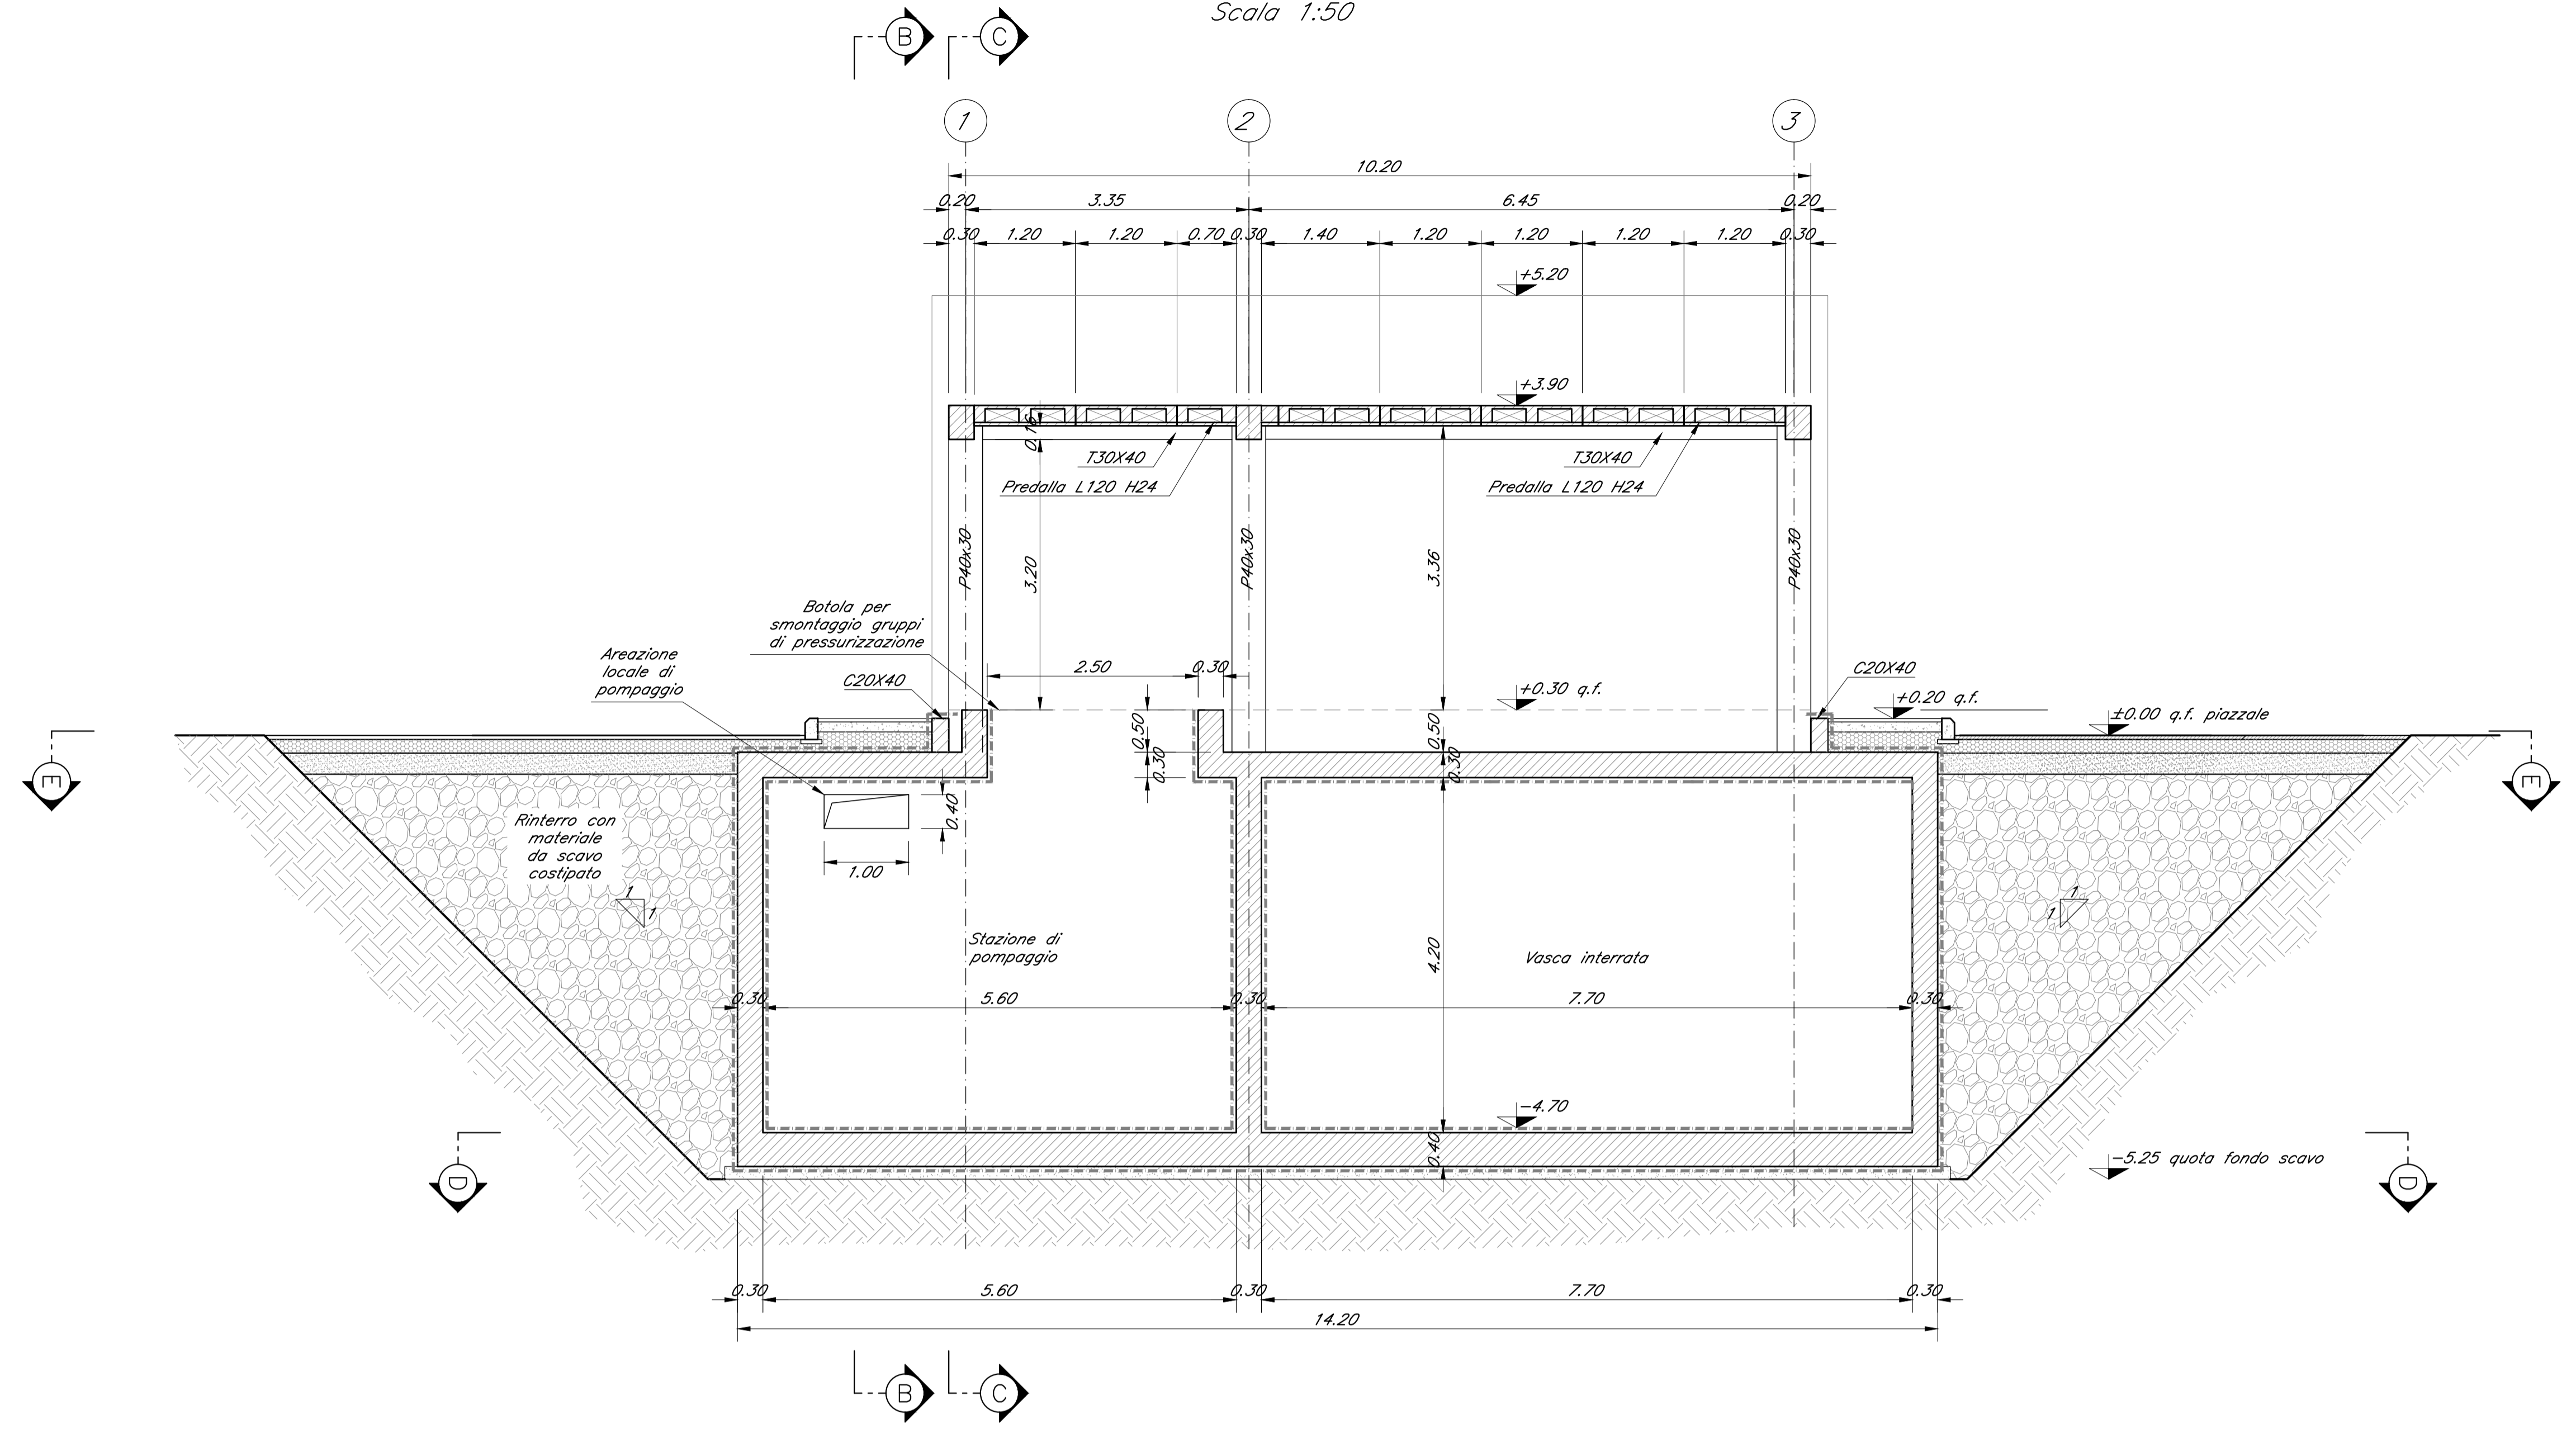 Scala 1:50
B
C
1
2
3
10.20
0.20
3.35
6.45
0.20
0.30
1.20
1.20
0.70
0.30
1.40
1.20
1.20
1.20
1.20
0.30
+5.20
+3.90
0.16
T30X40
T30X40
Predalla L120 H24
Predalla L120 H24
P40x30
3.20
P40x30
3.36
P40x30
Botola per
smontaggio gruppi
di pressurizzazione
Areazione
locale di
pompaggio
C20X40
2.50
0.30
+0.30 q.f.
C20X40
+0.20 q.f.
±0.00 q.f. piazzale
0.50
0.30
0.50
0.30
E
E
0.40
1.00
Rinterro con
materiale
da scavo
costipato
1
1
1
1
Stazione di
pompaggio
4.20
Vasca interrata
0.30
5.60
0.30
7.70
0.30
-4.70
0.40
-5.25 quota fondo scavo
D
D
0.30
5.60
0.30
7.70
0.30
14.20
B
C